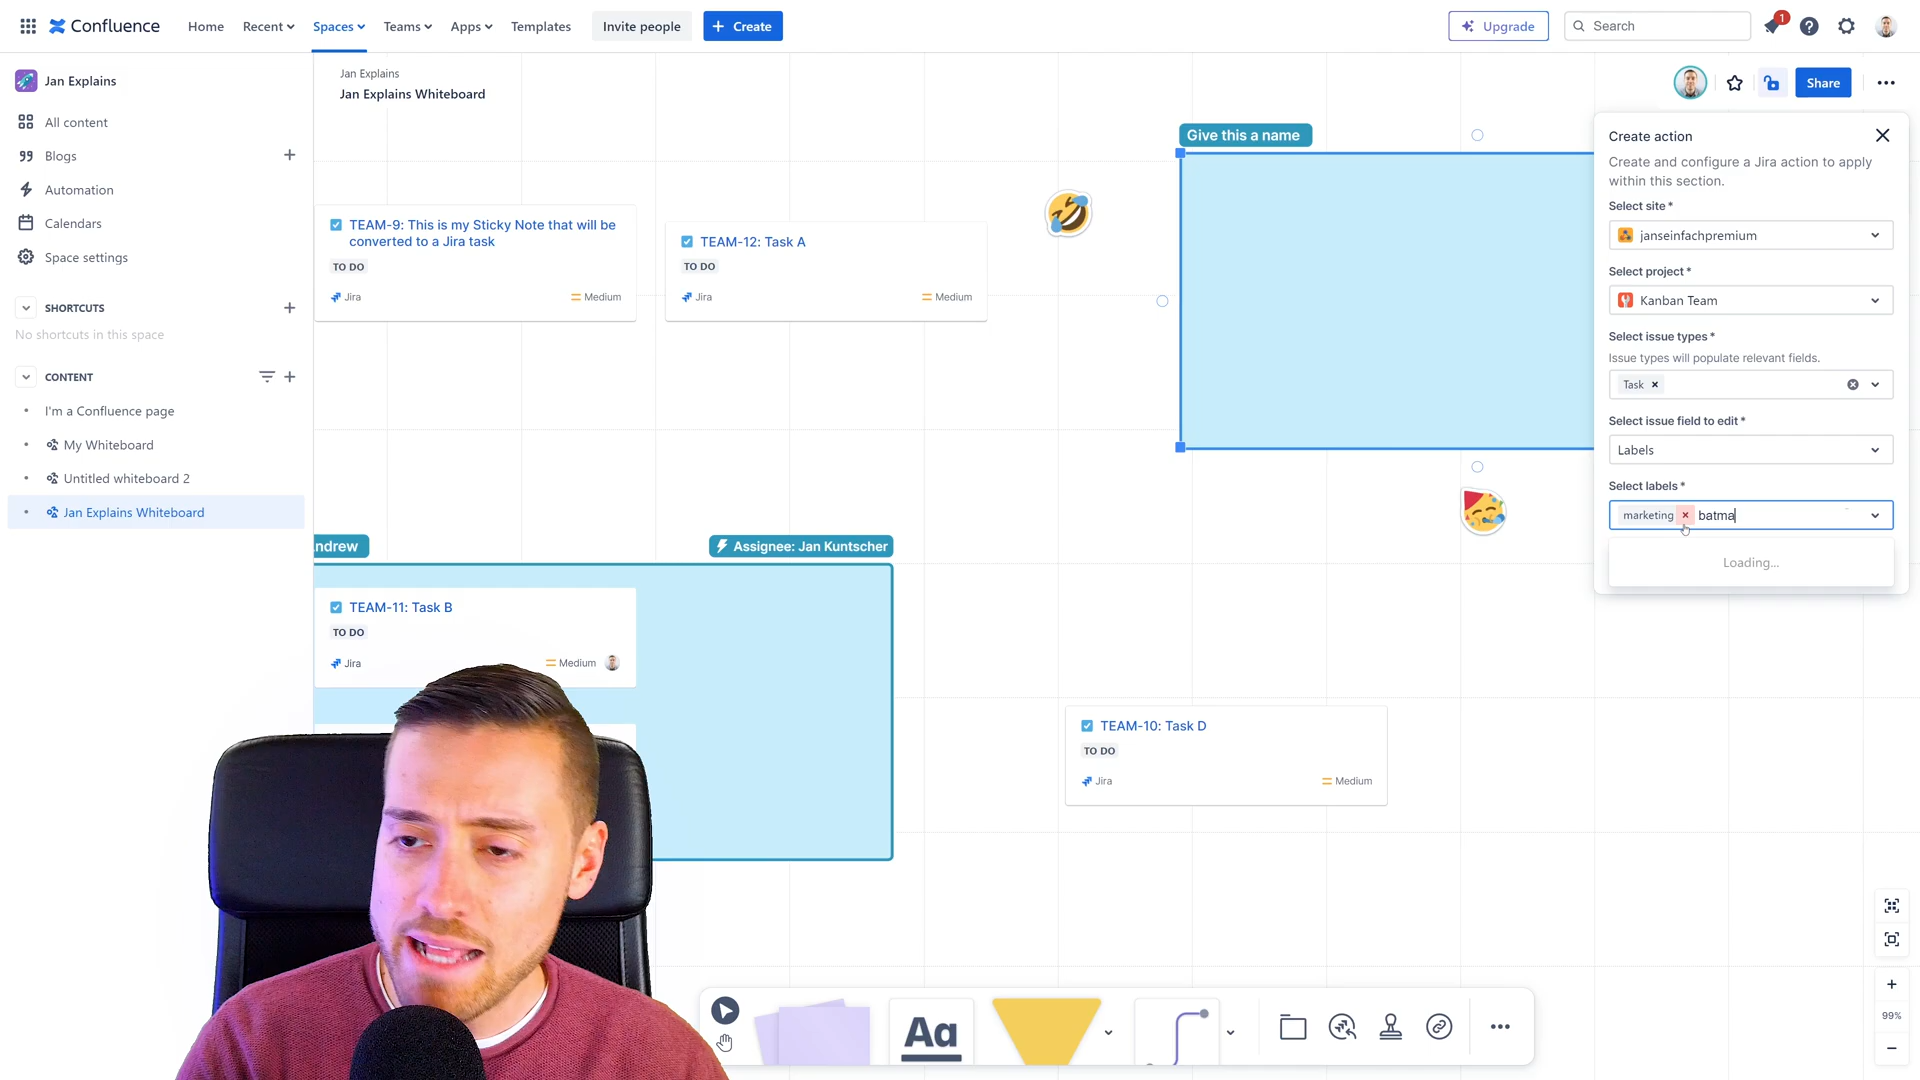 Confluence
Home
Recent
Spaces
Teams
Apps
Templates
Invite people
+ Create
Upgrade
Search
1
Jan Explains
All content
Blogs
Automation
Calendars
Space settings
SHORTCUTS
No shortcuts in this space
CONTENT
I'm a Confluence page
My Whiteboard
Untitled whiteboard 2
Jan Explains Whiteboard
Jan Explains
Jan Explains Whiteboard
Share
TEAM-9: This is my Sticky Note that will be
converted to a Jira task
TO DO
Jira
Medium
TEAM-12: Task A
TO DO
Jira
Medium
Give this a name
Assignee: Jan Kuntscher
TEAM-11: Task B
TO DO
Jira
Medium
TEAM-10: Task D
TO DO
Jira
Medium
Create action
Create and configure a Jira action to apply
within this section.
Select site *
janseinfachpremium
Select project *
Kanban Team
Select issue types *
Issue types will populate relevant fields.
Task
Select issue field to edit *
Labels
Select labels *
marketing batma
Loading...
Aa
99%